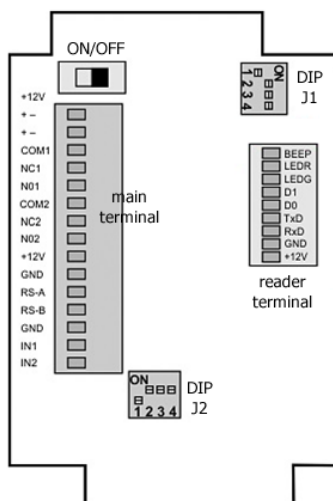 ON/OFF
+12V
+ –
+ –
COM1
NC1
N01
COM2
NC2
N02
+12V
GND
RS-A
RS-B
GND
IN1
IN2
main
terminal
1 2 3 4
ON
DIP
J1
BEEP
LEDR
LEDG
D1
D0
TxD
RxD
GND
+12V
reader
terminal
ON
1 2 3 4
DIP
J2